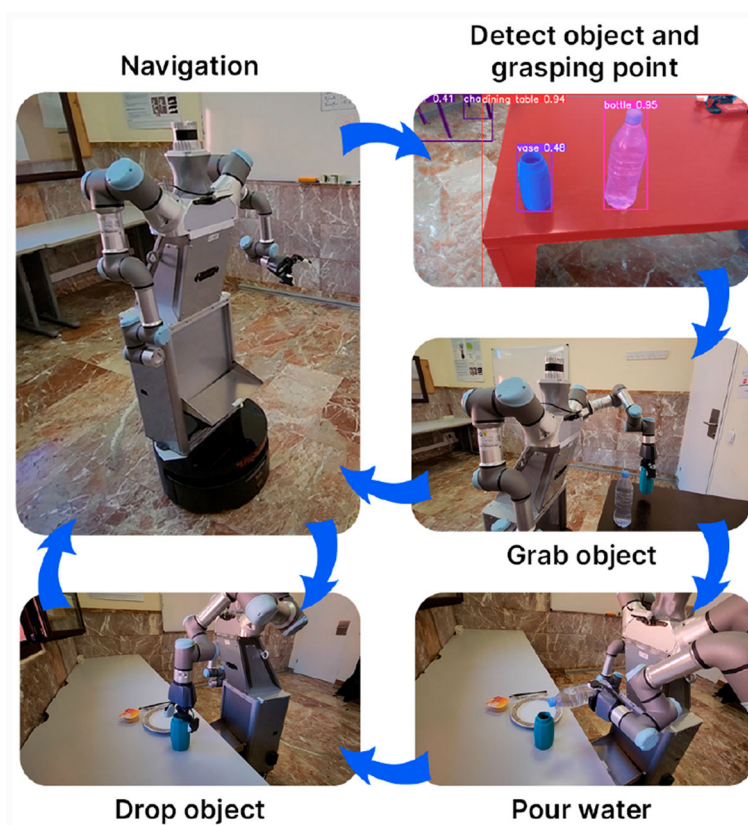 Navigation
Detect object and
grasping point
0.41
dining table 0.94
bottle 0.95
vase 0.48
Grab object
Drop object
Pour water